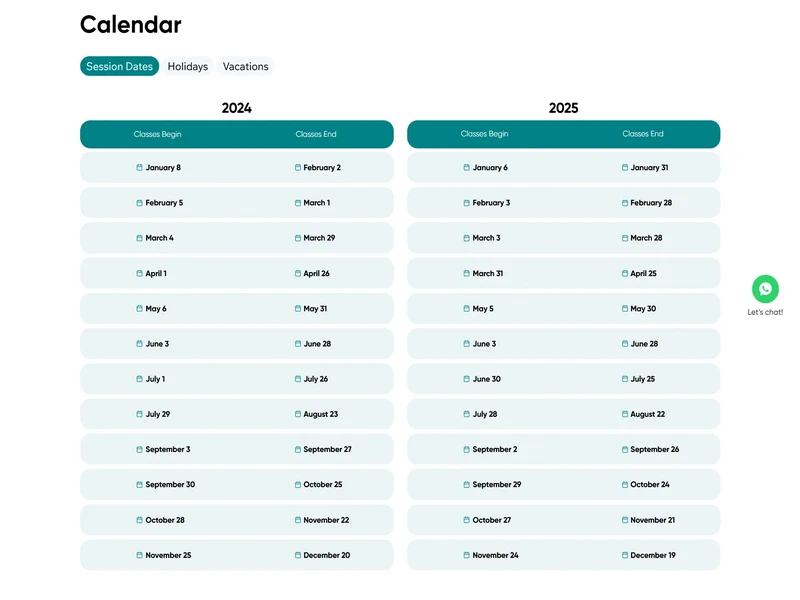 Calendar
Session Dates Holidays Vacations
2024 2025
Classes Begin Classes End Classes Begin Classes End
January 8 February 2 January 6 January 31
February 5 March 1 February 3 February 28
March 4 March 29 March 3 March 28
April 1 April 26 March 31 April 25
May 6 May 31 May 5 May 30
June 3 June 28 June 3 June 28
July 1 July 26 June 30 July 25
July 29 August 23 July 28 August 22
September 3 September 27 September 2 September 26
September 30 October 25 September 29 October 24
October 28 November 22 October 27 November 21
November 25 December 20 November 24 December 19
Let's chat!